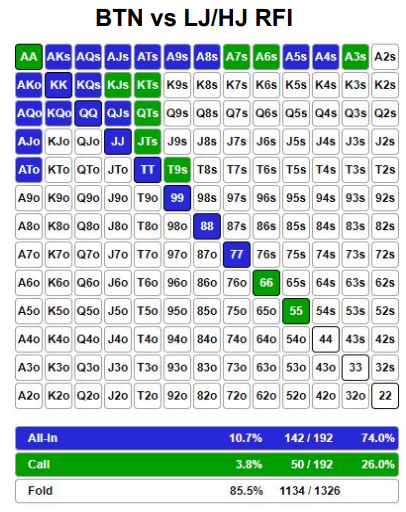 BTN vs LJ/HJ RFI
AA AKs AQs AJs ATs A9s A8s A7s A6s A5s A4s A3s A2s
AKo KK KQs KJs KTs K9s K8s K7s K6s K5s K4s K3s K2s
AQo KQo QQ QJs QTs Q9s Q8s Q7s Q6s Q5s Q4s Q3s Q2s
AJo KJo QJo JJ JTs J9s J8s J7s J6s J5s J4s J3s J2s
ATo KTo QTo JTo TT T9s T8s T7s T6s T5s T4s T3s T2s
A9o K9o Q9o J9o T9o 99 98s 97s 96s 95s 94s 93s 92s
A8o K8o Q8o J8o T8o 98o 88 87s 86s 85s 84s 83s 82s
A7o K7o Q7o J7o T7o 97o 87o 77 76s 75s 74s 73s 72s
A6o K6o Q6o J6o T6o 96o 86o 76o 66 65s 64s 63s 62s
A5o K5o Q5o J5o T5o 95o 85o 75o 65o 55 54s 53s 52s
A4o K4o Q4o J4o T4o 94o 84o 74o 64o 54o 44 43s 42s
A3o K3o Q3o J3o T3o 93o 83o 73o 63o 53o 43o 33 32s
A2o K2o Q2o J2o T2o 92o 82o 72o 62o 52o 42o 32o 22
All-In 10.7% 142 / 192 74.0%
Call 3.8% 50 / 192 26.0%
Fold 85.5% 1134 / 1326